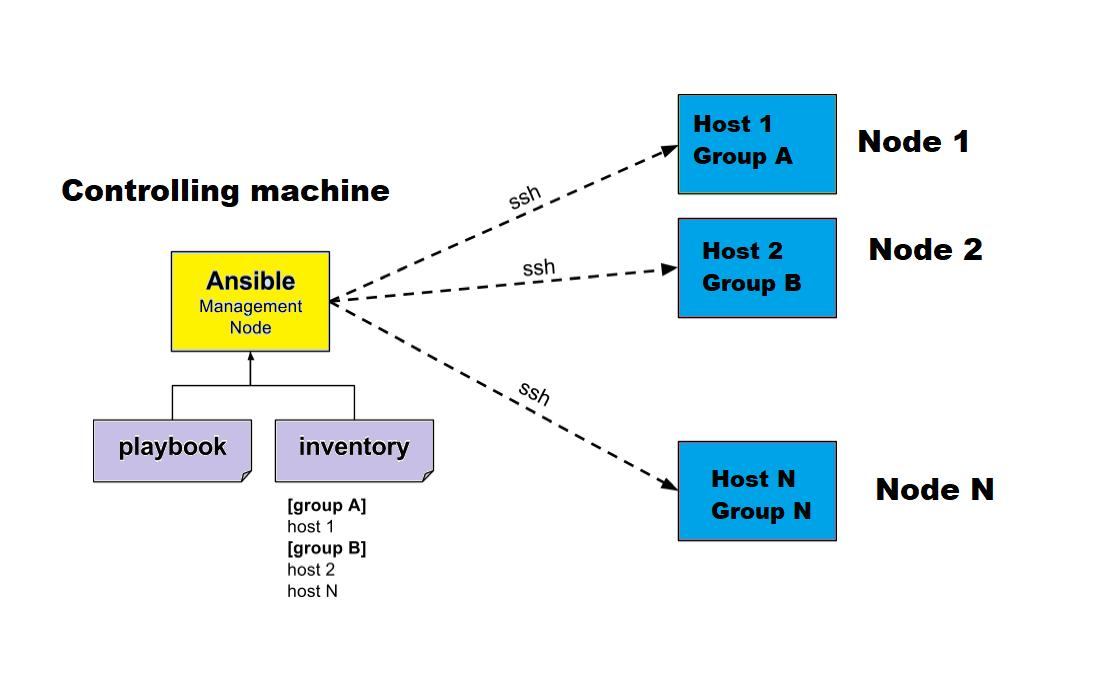 Controlling machine
Ansible
Management
Node
playbook
inventory
[group A]
host 1
[group B]
host 2
host N
ssh
ssh
ssh
Host 1
Group A
Node 1
Host 2
Group B
Node 2
Host N
Group N
Node N